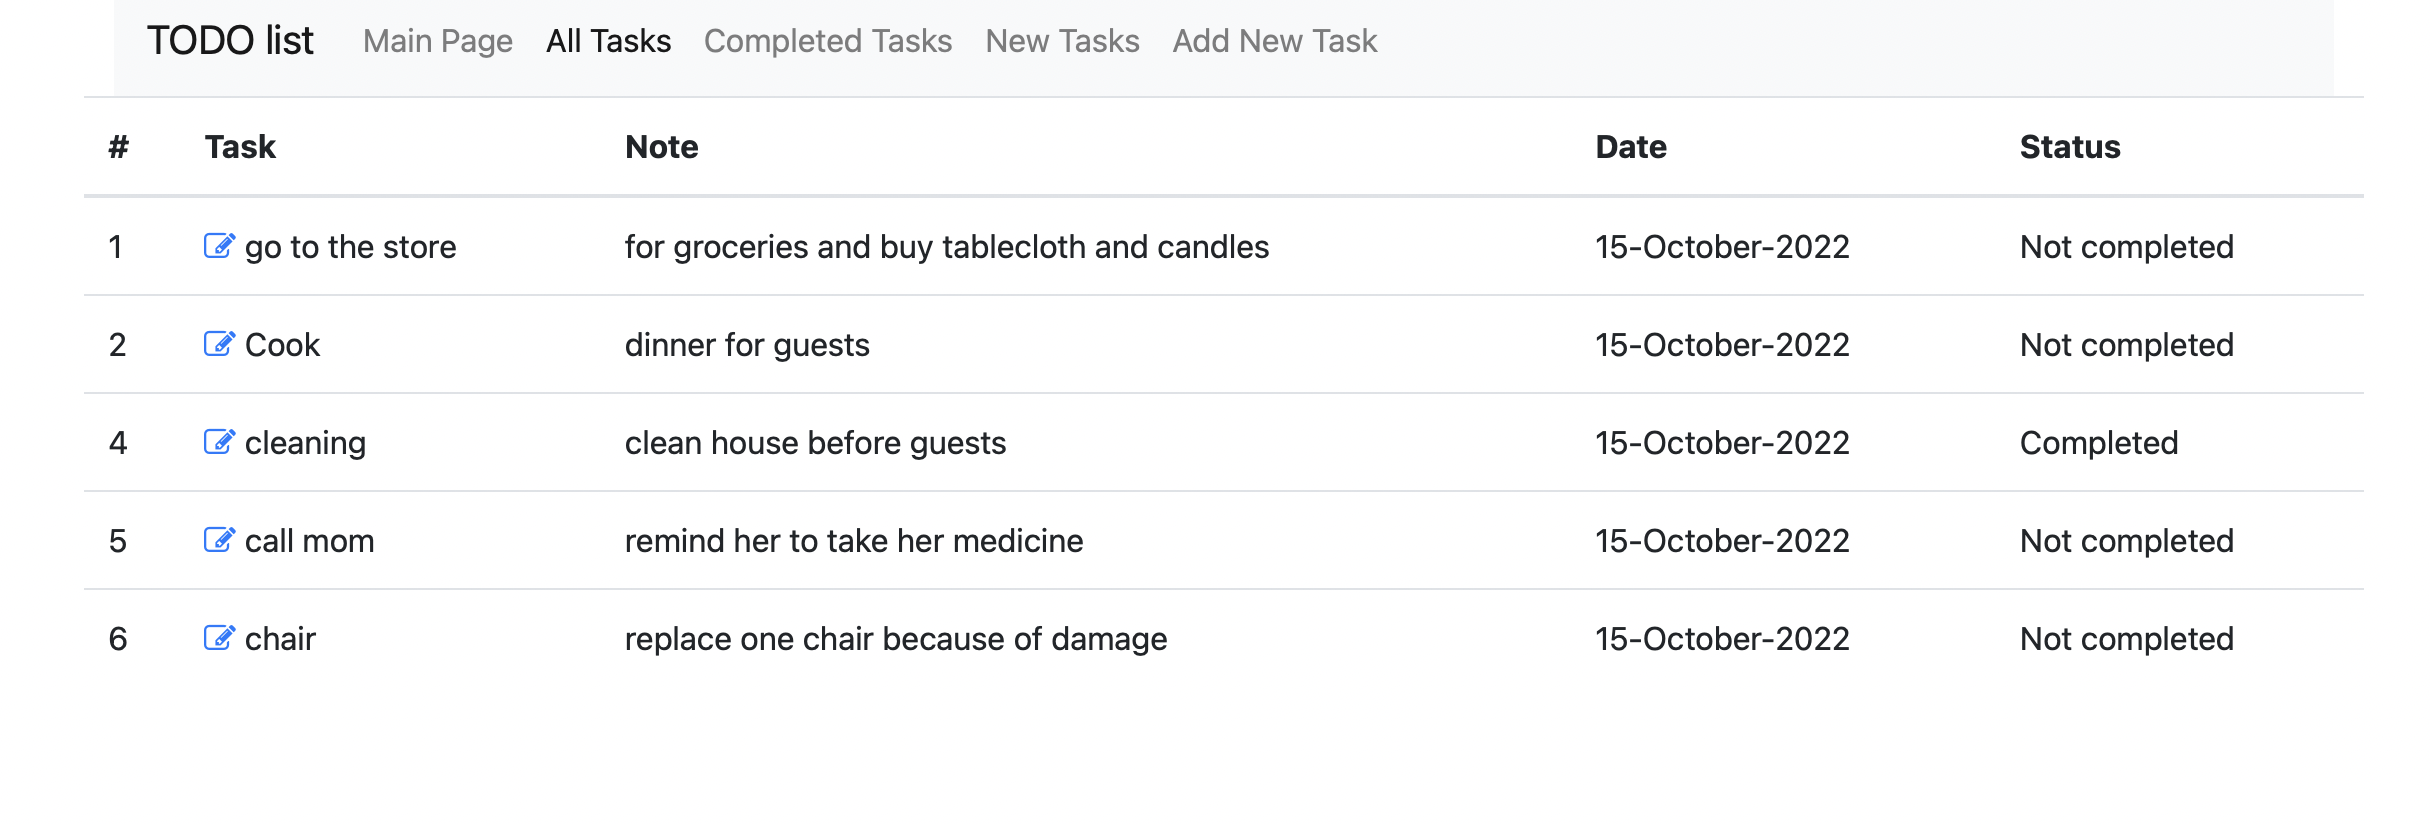 TODO list Main Page All Tasks Completed Tasks New Tasks Add New Task
# Task Note Date Status
1 go to the store for groceries and buy tablecloth and candles 15-October-2022 Not completed
2 Cook dinner for guests 15-October-2022 Not completed
4 cleaning clean house before guests 15-October-2022 Completed
5 call mom remind her to take her medicine 15-October-2022 Not completed
6 chair replace one chair because of damage 15-October-2022 Not completed